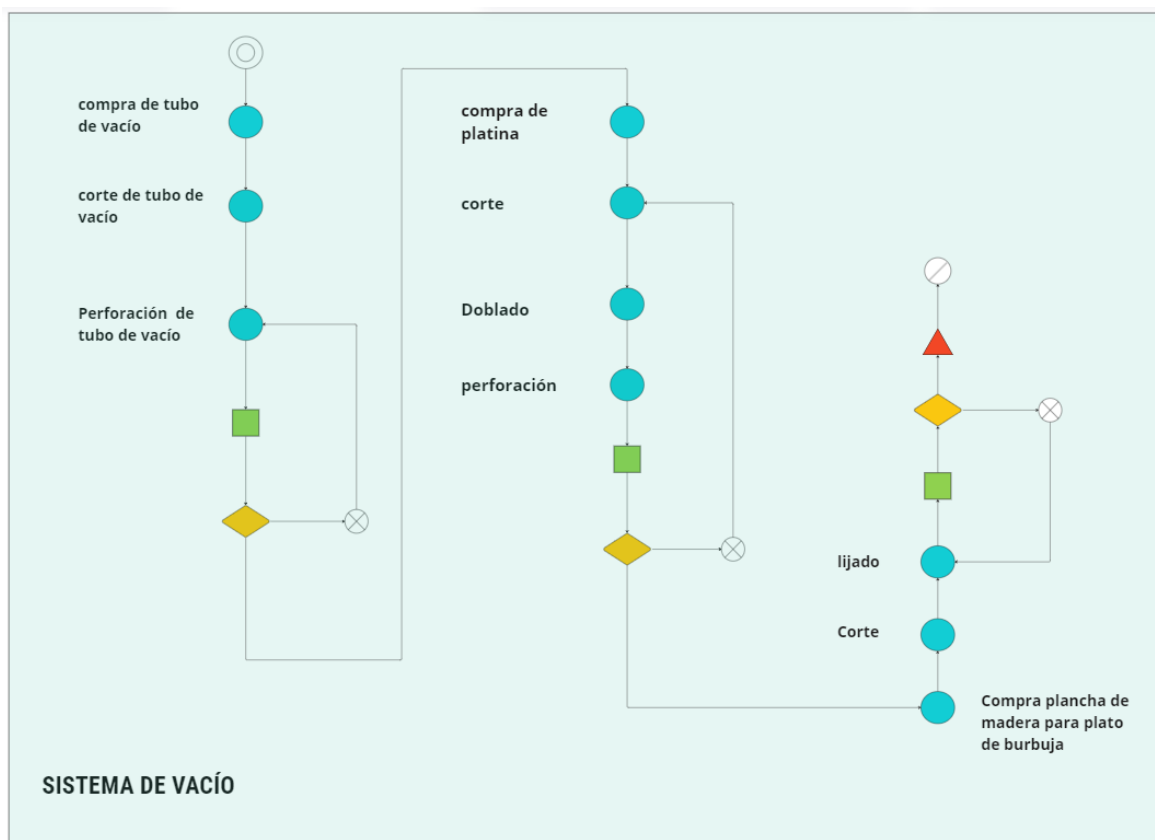 compra de tubo
de vacío
corte de tubo de
vacío
Perforación  de
tubo de vacío
compra de
platina
corte
Doblado
perforación
lijado
Corte
Compra plancha de
madera para plato
de burbuja
SISTEMA DE VACÍO